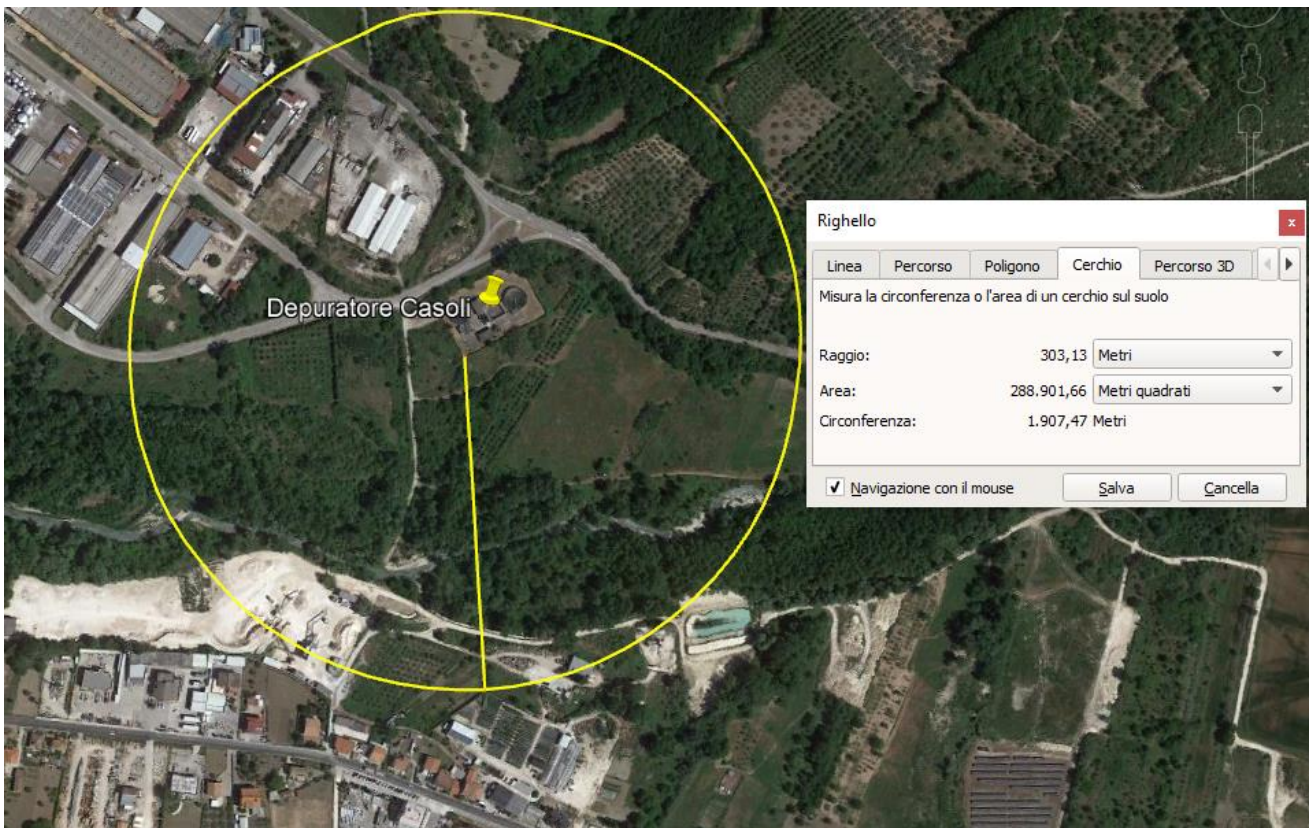 Depuratore Casoli
Righello
x
Linea Percorso Poligono Cerchio Percorso 3D
Misura la circonferenza o l'area di un cerchio sul suolo
Raggio: 303,13 Metri
Area: 288.901,66 Metri quadrati
Circonferenza: 1.907,47 Metri
Navigazione con il mouse Salva Cancella